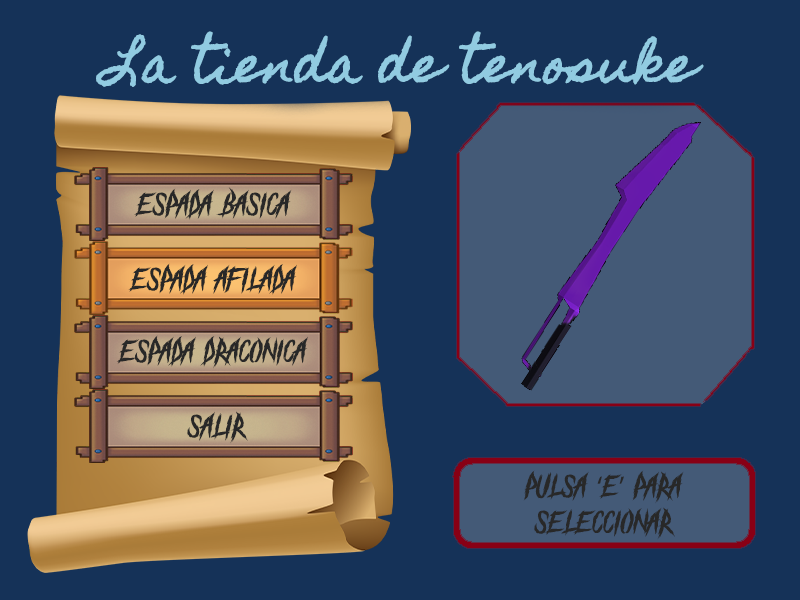 La tienda de tenosuke
ESPADA BASICA
ESPADA AFILADA
ESPADA DRACONICA
SALIR
PULSA 'E' PARA
SELECCIONAR